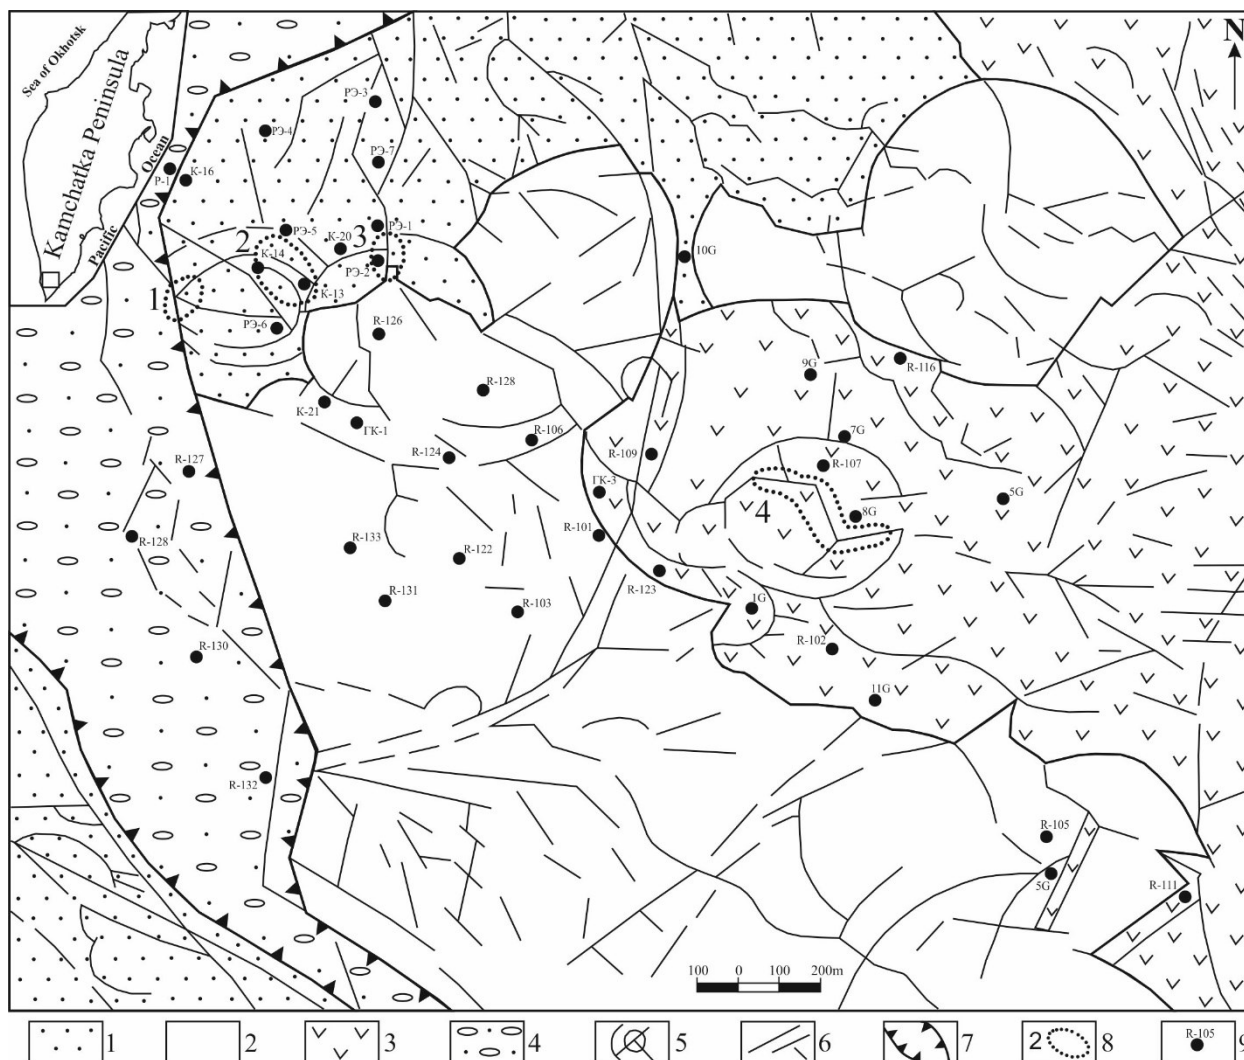 N
Sea of Okhotsk
Kamchatka Peninsula
Pacific
Ocean
РЭ-3
РЭ-4
РЭ-7
P-1
K-16
2
РЭ-5
K-20
3
РЭ-1
K-14
РЭ-2
10G
1
K-13
РЭ-6
R-126
9G
R-116
R-128
K-21
ГК-1
R-106
7G
R-124
R-109
R-107
R-127
ГК-3
5G
4
8G
R-128
R-101
R-133
R-122
R-123
R-131
R-103
1G
R-130
R-102
11G
R-132
R-105
5G
R-111
100 0 100 200m
1
2
3
4
5
6
7
2
8
R-105
9